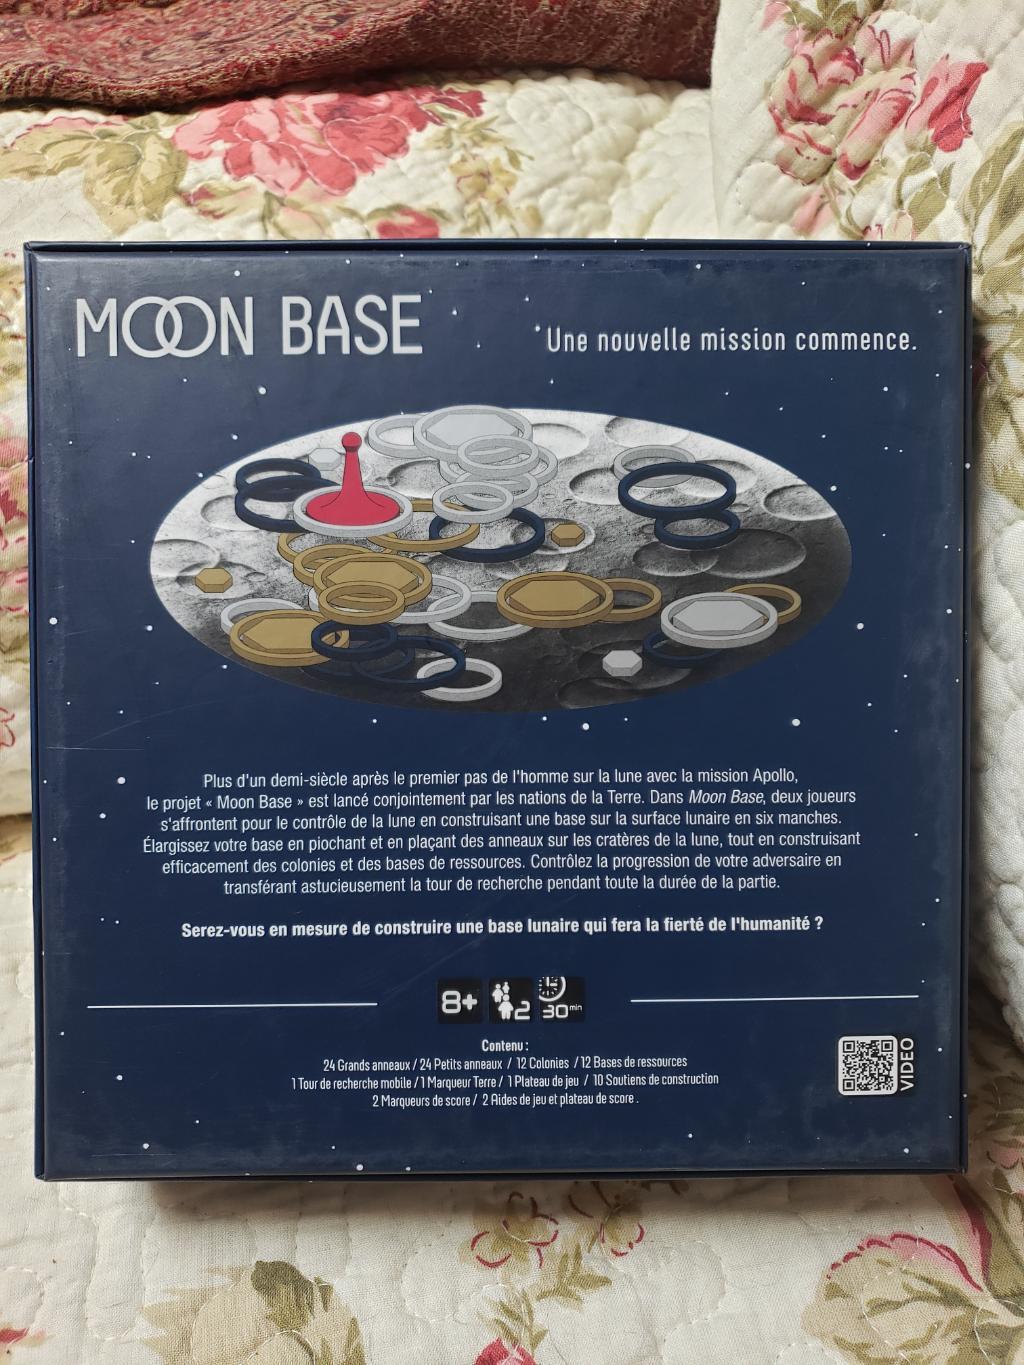 MOON BASE
Une nouvelle mission commence.
Plus d'un demi-siècle après le premier pas de l'homme sur la lune avec la mission Apollo,
le projet « Moon Base » est lancé conjointement par les nations de la Terre. Dans Moon Base, deux joueurs
s'affrontent pour le contrôle de la lune en construisant une base sur la surface lunaire en six manches.
Élargissez votre base en piochant et en plaçant des anneaux sur les cratères de la lune, tout en construisant
efficacement des colonies et des bases de ressources. Contrôlez la progression de votre adversaire en
transférant astucieusement la tour de recherche pendant toute la durée de la partie.
Serez-vous en mesure de construire une base lunaire qui fera la fierté de l'humanité ?
8+ 2 30 min
Contenu :
24 Grands anneaux / 24 Petits anneaux / 12 Colonies / 12 Bases de ressources
1 Tour de recherche mobile / 1 Marqueur Terre / 1 Plateau de jeu / 10 Soutiens de construction
2 Marqueurs de score / 2 Aides de jeu et plateau de score .
VIDEO